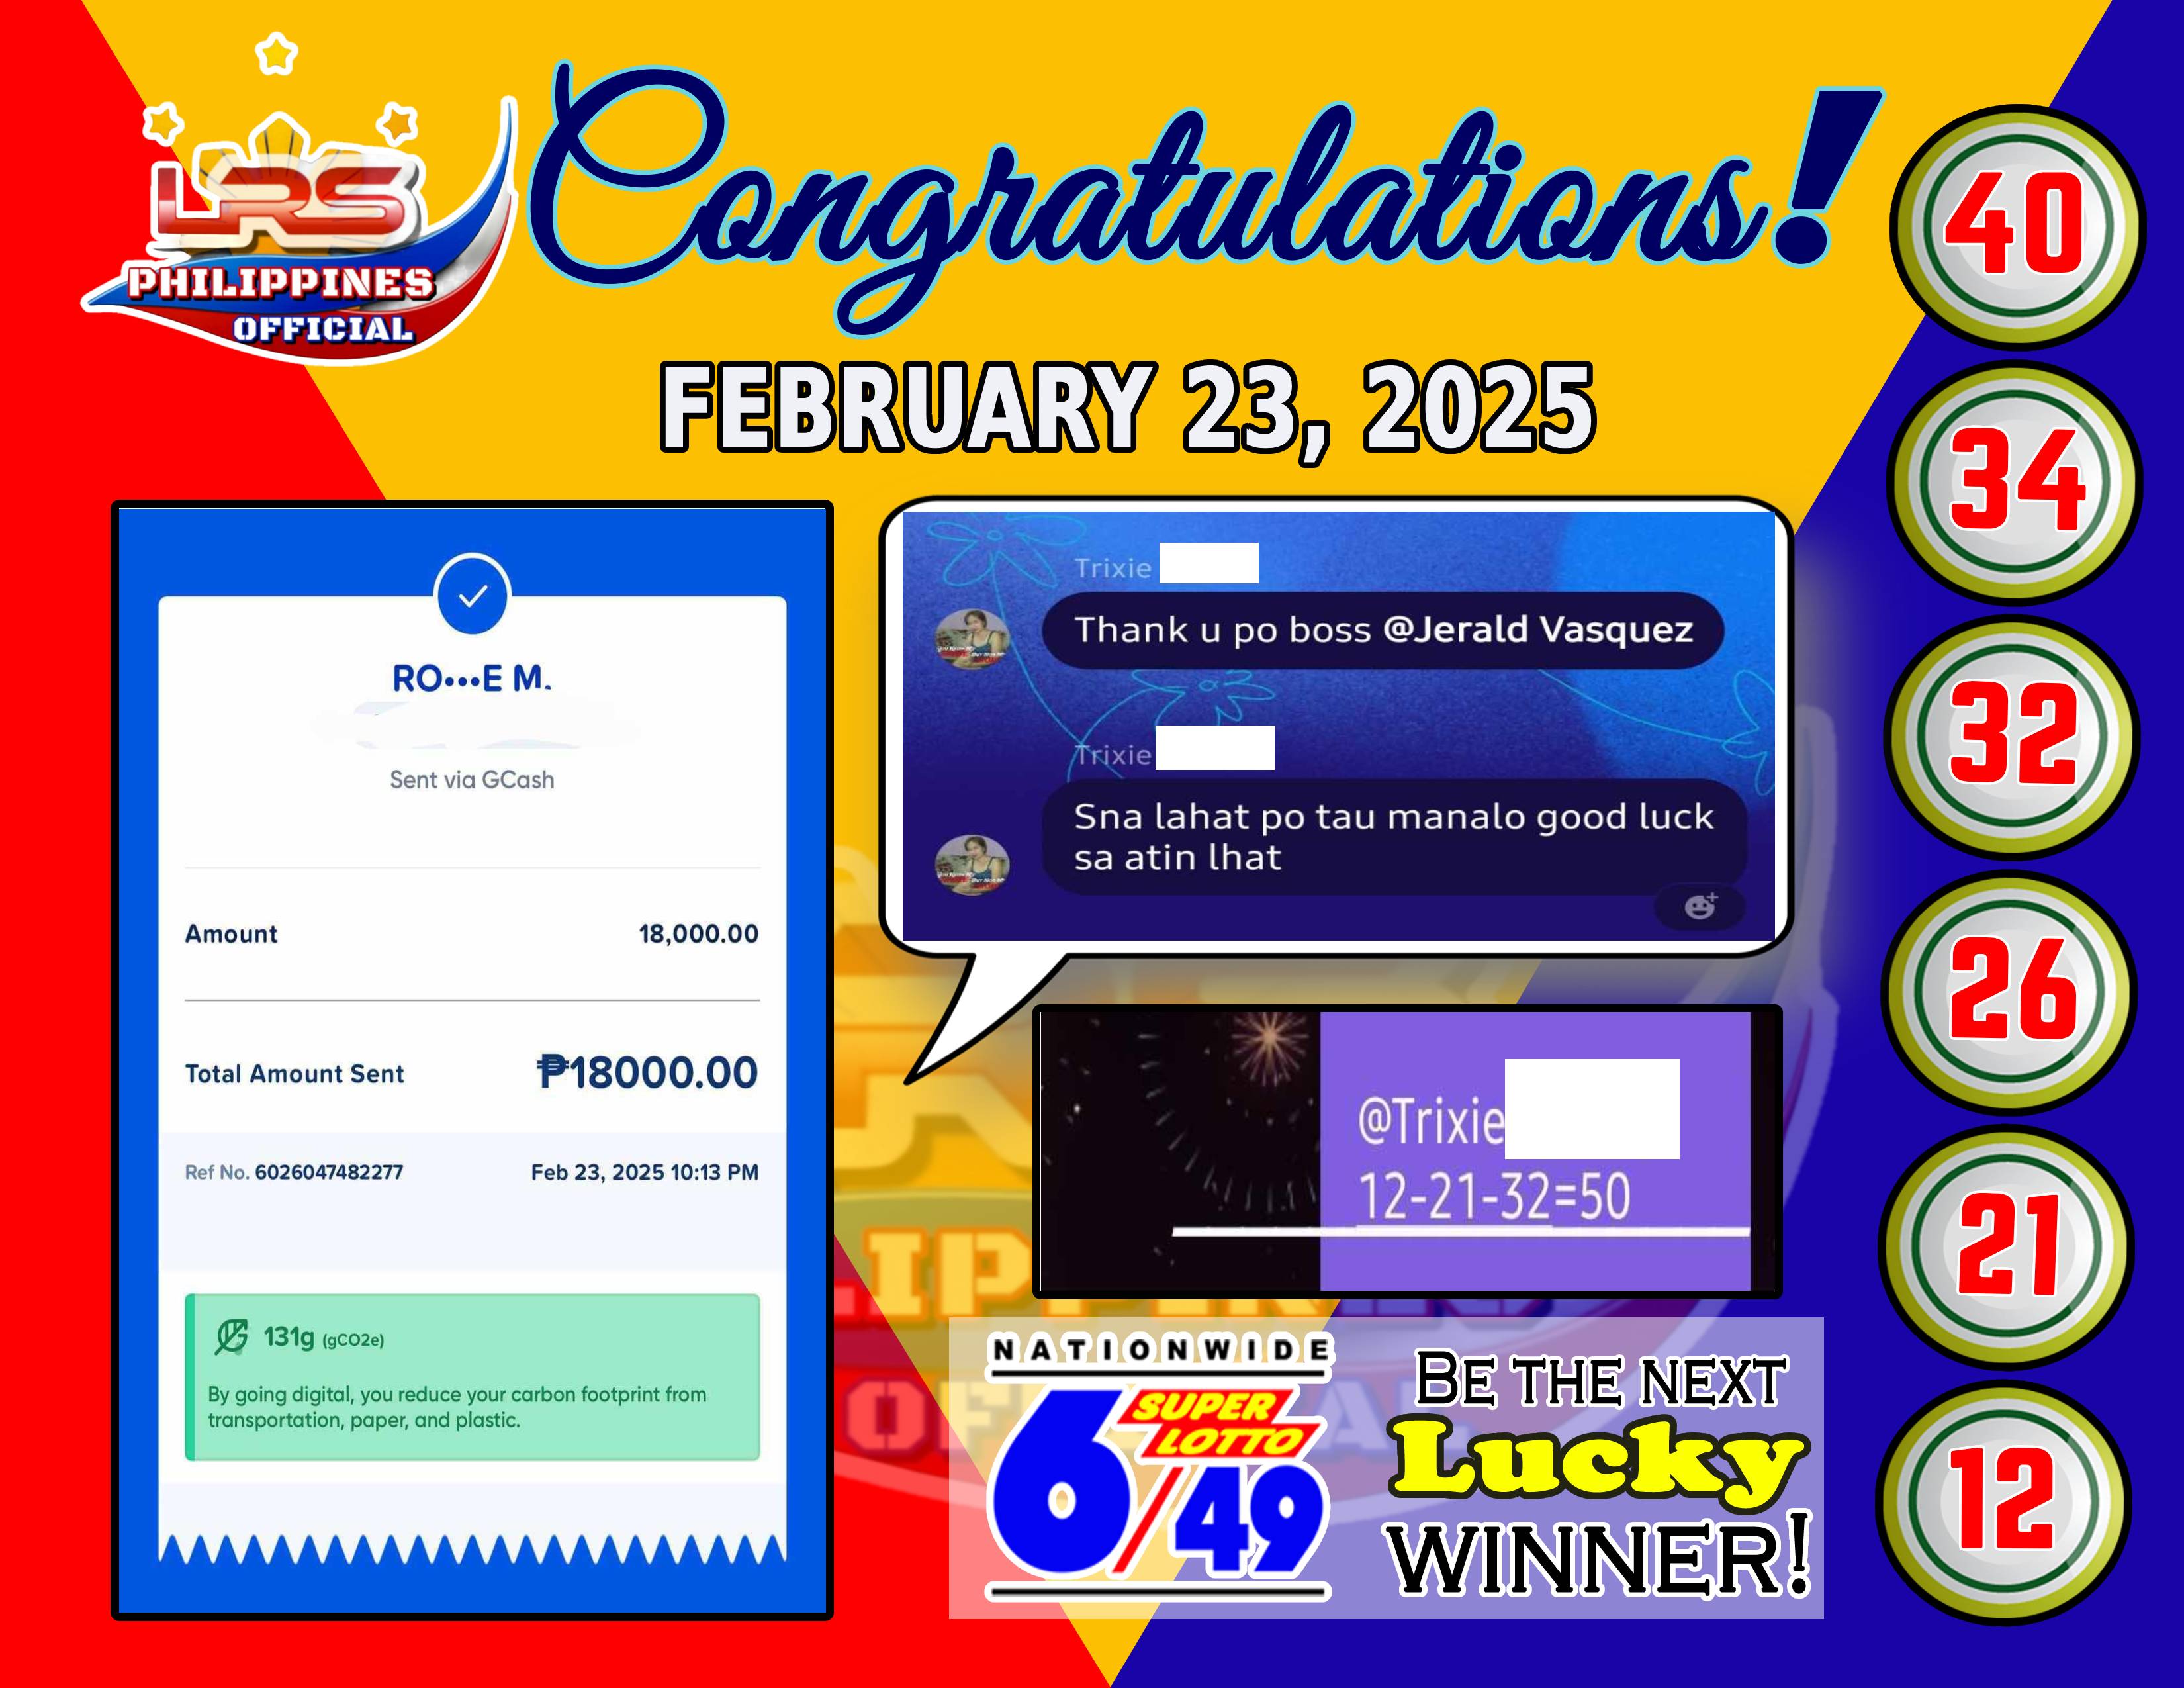 LRS
PHILIPPINES
OFFICIAL
Congratulations!
FEBRUARY 23, 2025
RO•••E M.
Sent via GCash
Amount 18,000.00
Total Amount Sent ₱18000.00
Ref No. 6026047482277 Feb 23, 2025 10:13 PM
131g (gCO2e)
By going digital, you reduce your carbon footprint from
transportation, paper, and plastic.
Trixie
Thank u po boss @Jerald Vasquez
Trixie
Sna lahat po tau manalo good luck
sa atin lhat
@Trixie
12-21-32=50
NATIONWIDE
SUPER
LOTTO
6/49
BE THE NEXT
Lucky
WINNER!
40
34
32
26
21
12